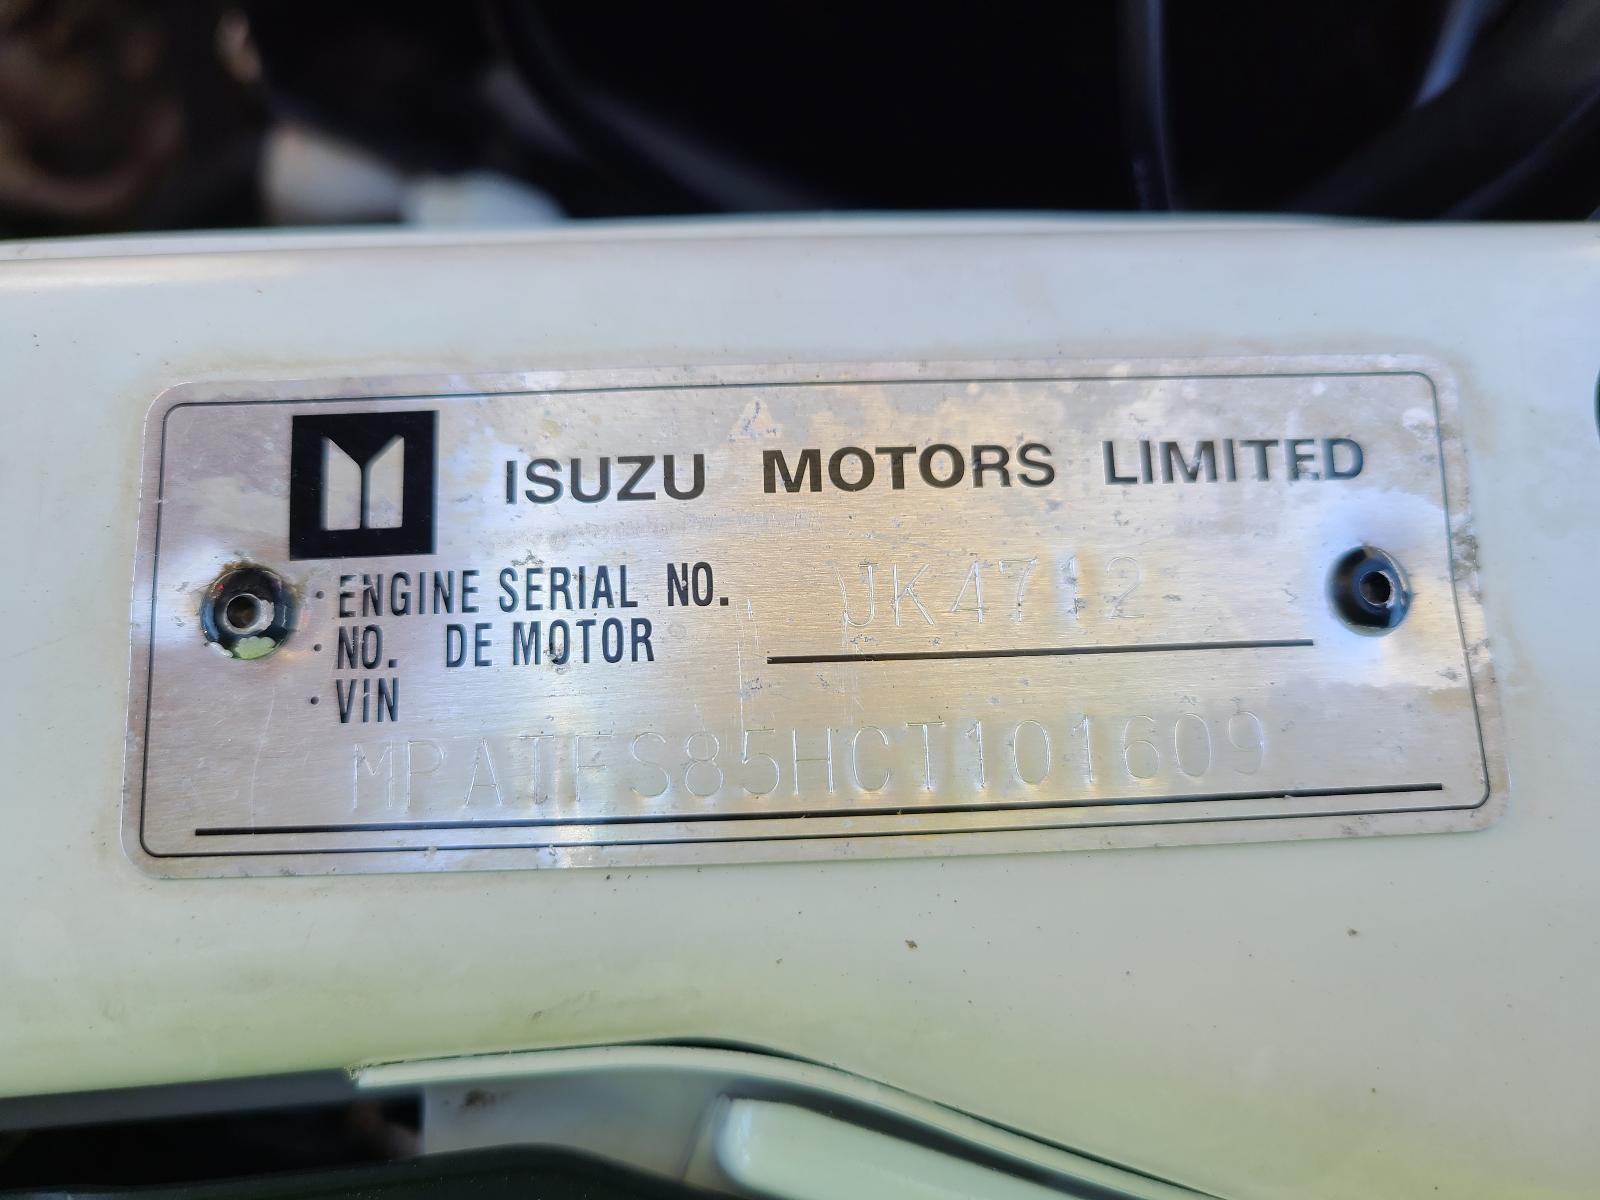 ISUZU MOTORS LIMITED
· ENGINE SERIAL NO. JK4712
· NO. DE MOTOR
· VIN
MPATFS85HCT101609